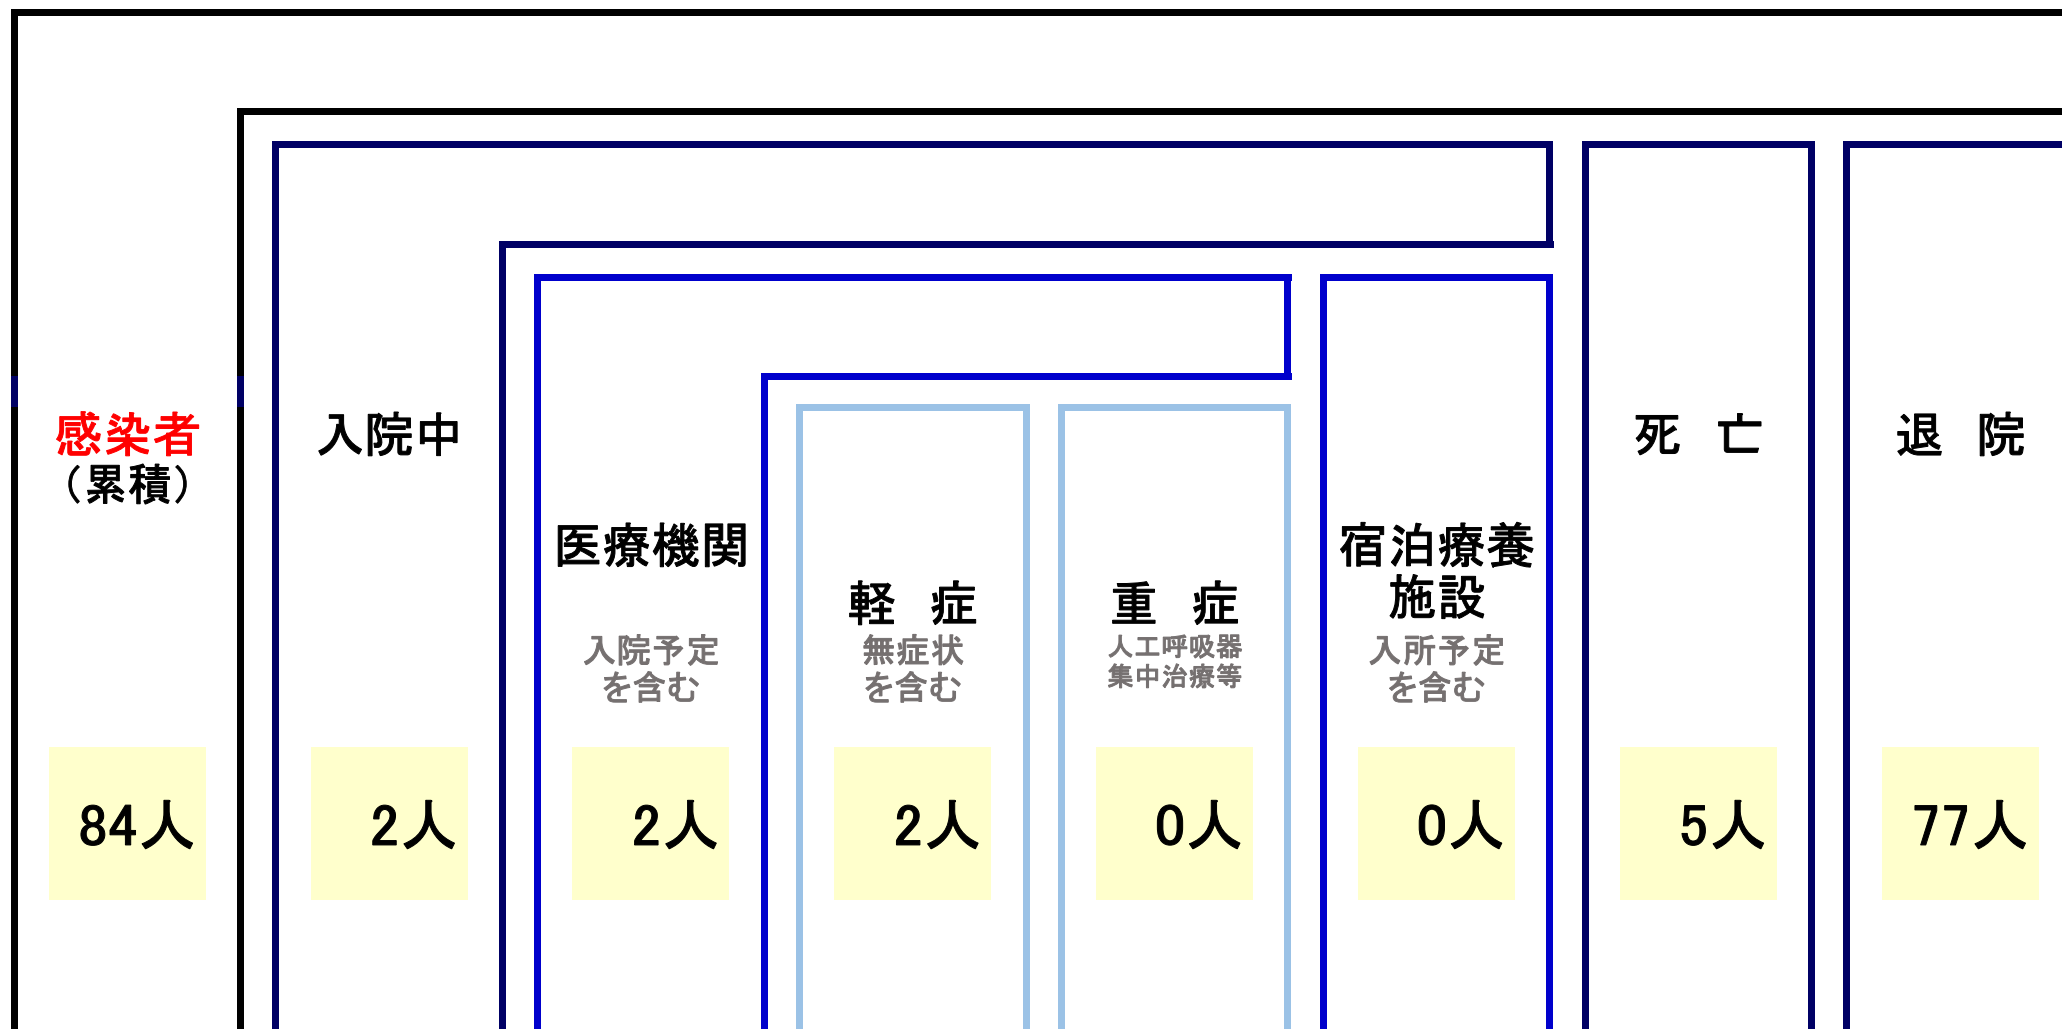 感染者
（累積）
84人
入院中
2人
医療機関
入院予定
を含む
2人
軽　症
無症状
を含む
2人
重　症
人工呼吸器
集中治療等
0人
宿泊療養
施設
入所予定
を含む
0人
死　亡
5人
退　院
77人